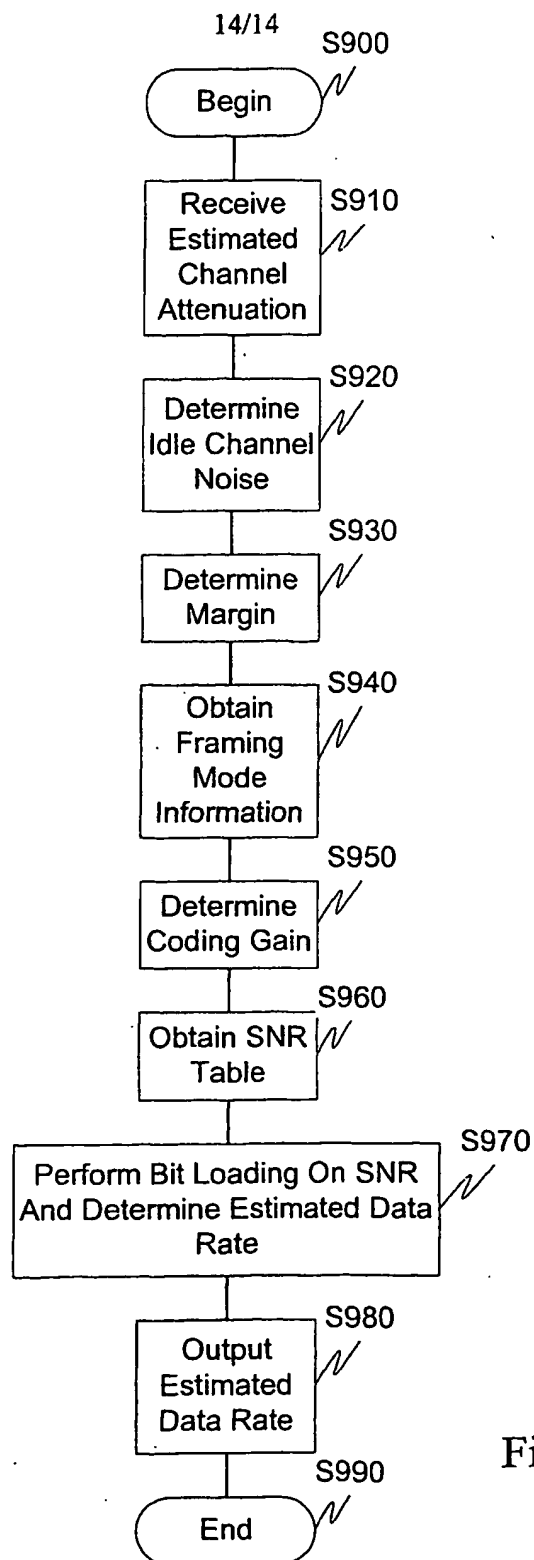 14/14
S900
Begin
S910
Receive
Estimated
Channel
Attenuation
S920
Determine
Idle Channel
Noise
S930
Determine
Margin
S940
Obtain
Framing
Mode
Information
S950
Determine
Coding Gain
S960
Obtain SNR
Table
S970
Perform Bit Loading On SNR
And Determine Estimated Data
Rate
S980
Output
Estimated
Data Rate
S990
End